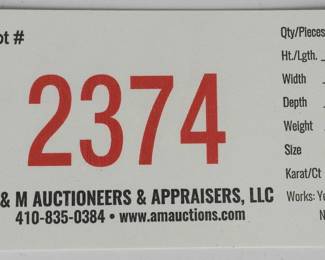 ot #
2374
& M AUCTIONEERS & APPRAISERS, LLC
410-835-0384 • www.amauctions.com
Qty/Pieces
Ht./Lgth.
Width
Depth
Weight
Size
Karat/Ct
Works: Ye
N